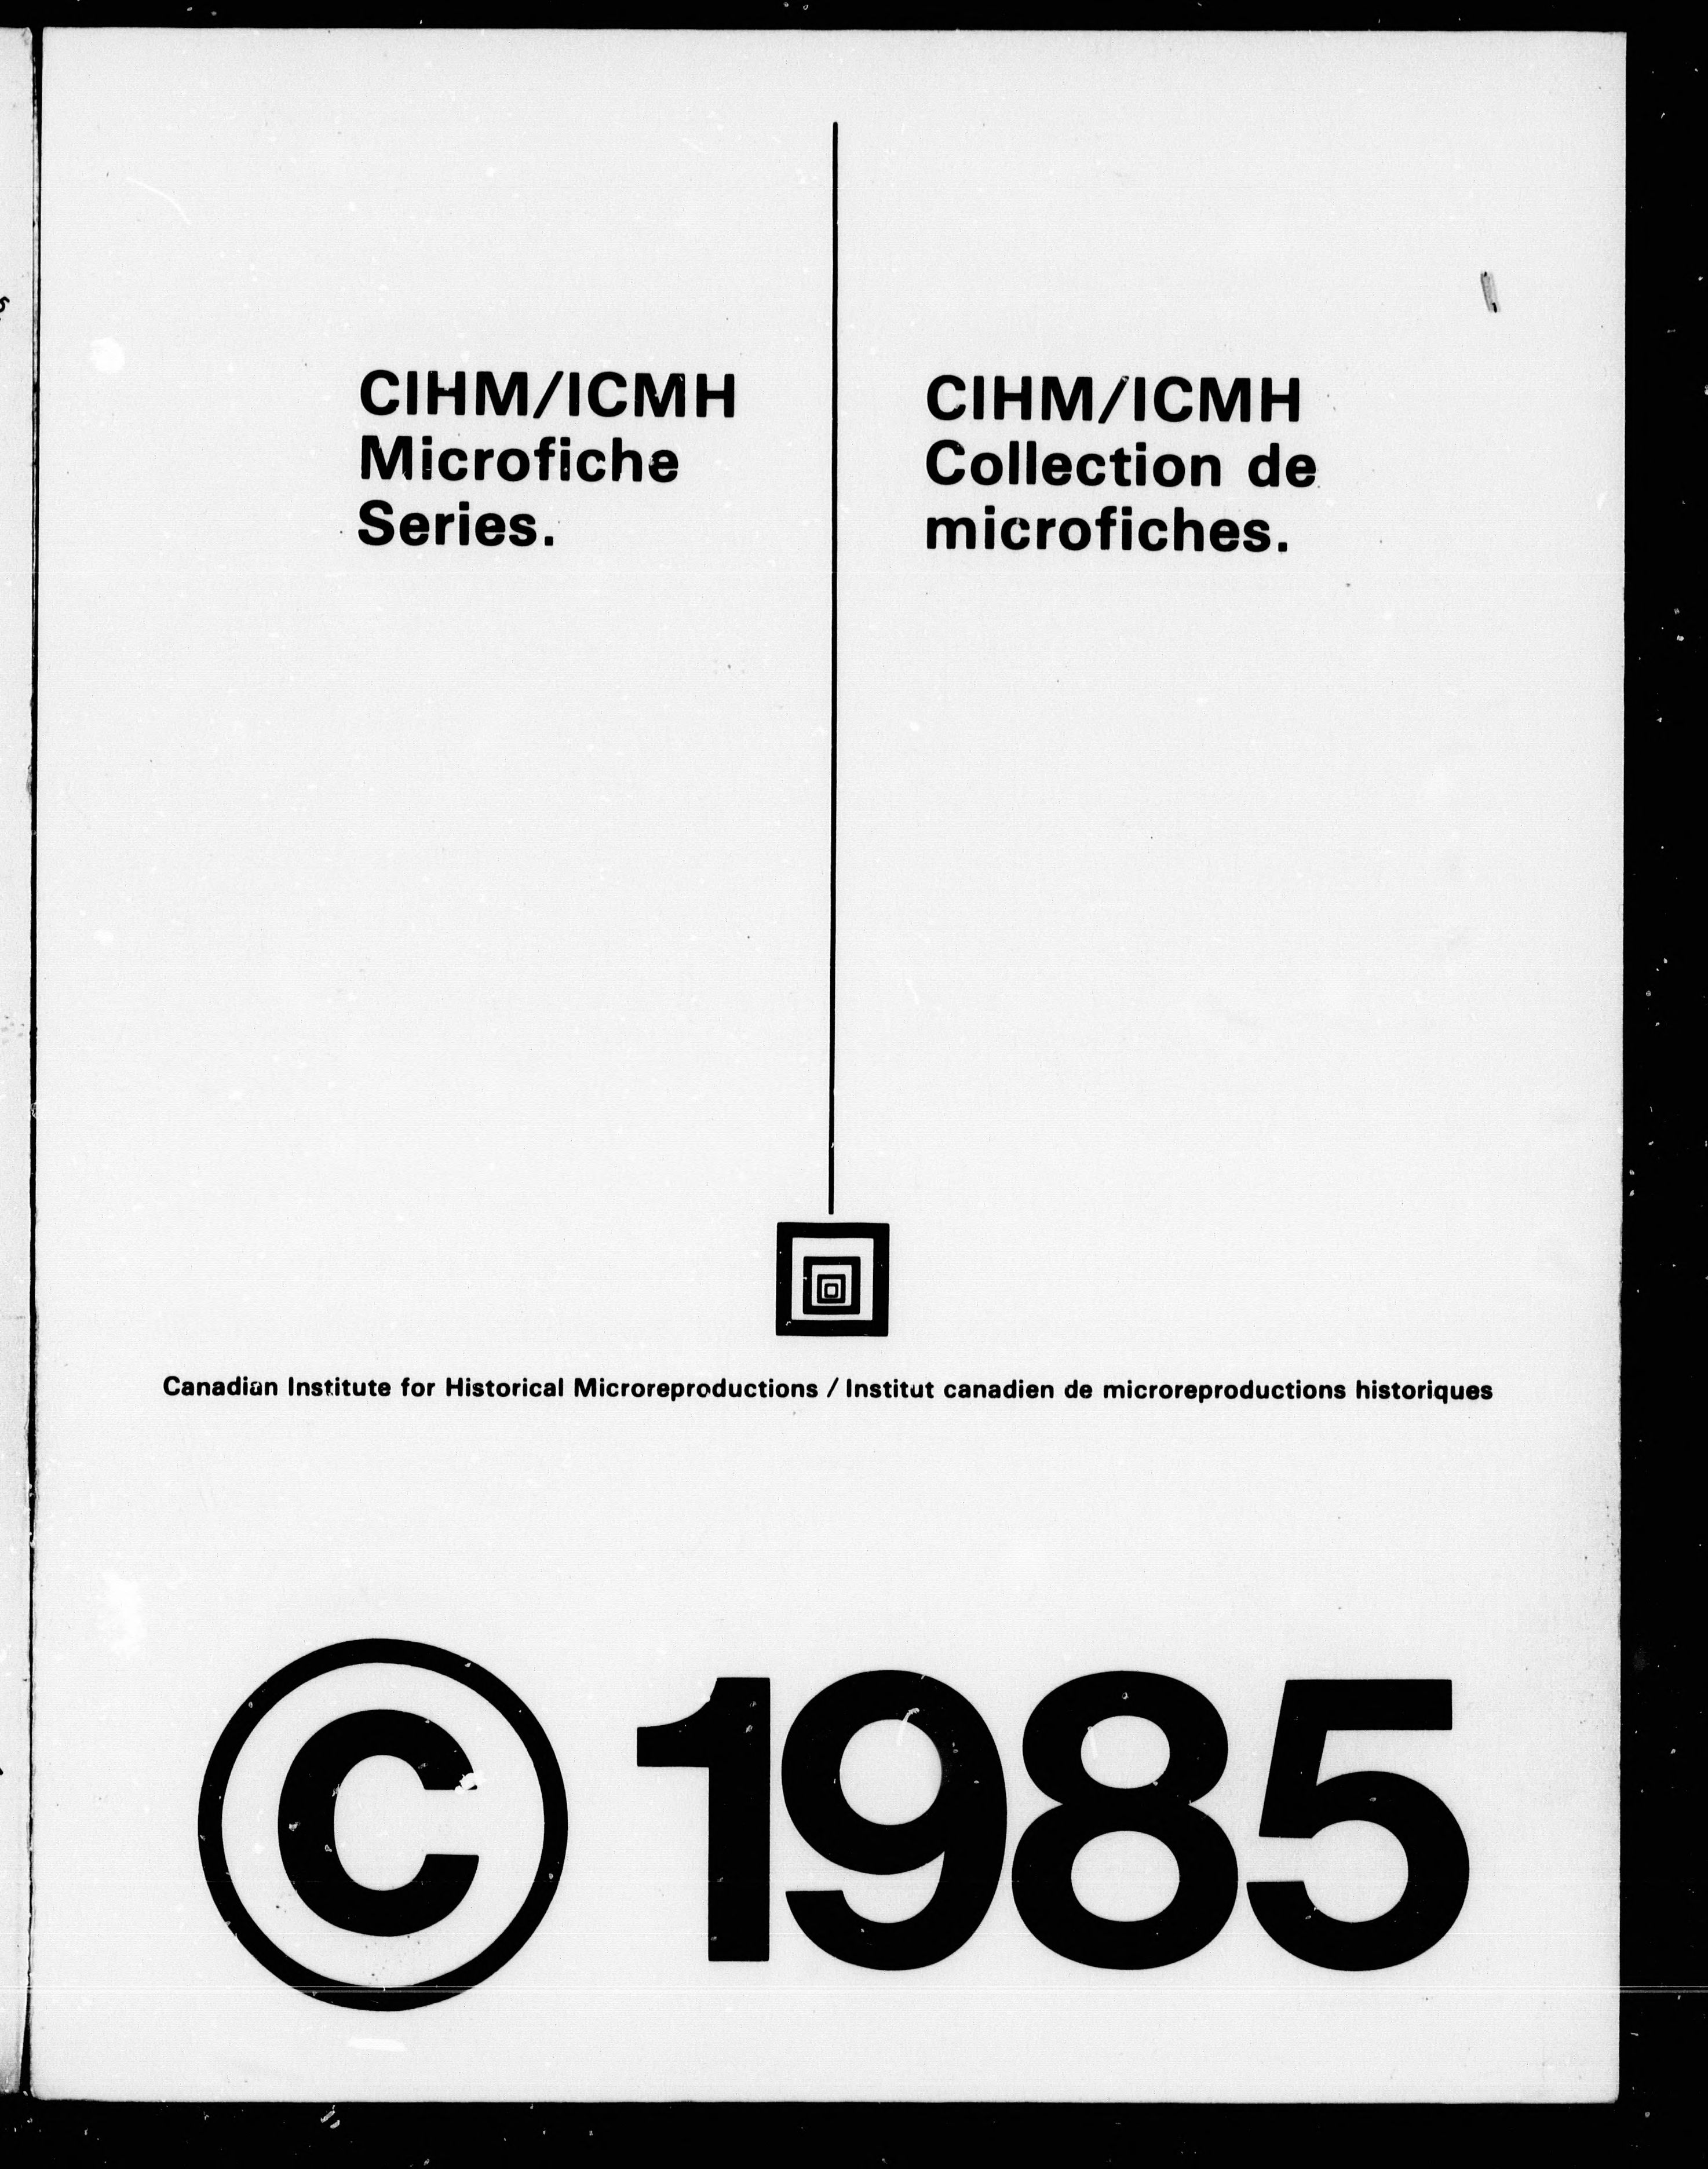 CIHM/ICMH
Microfiche
Series.
CIHM/ICMH
Collection de
microfiches.
Canadian Institute for Historical Microreproductions / Institut canadien de microreproductions historiques
© 1985